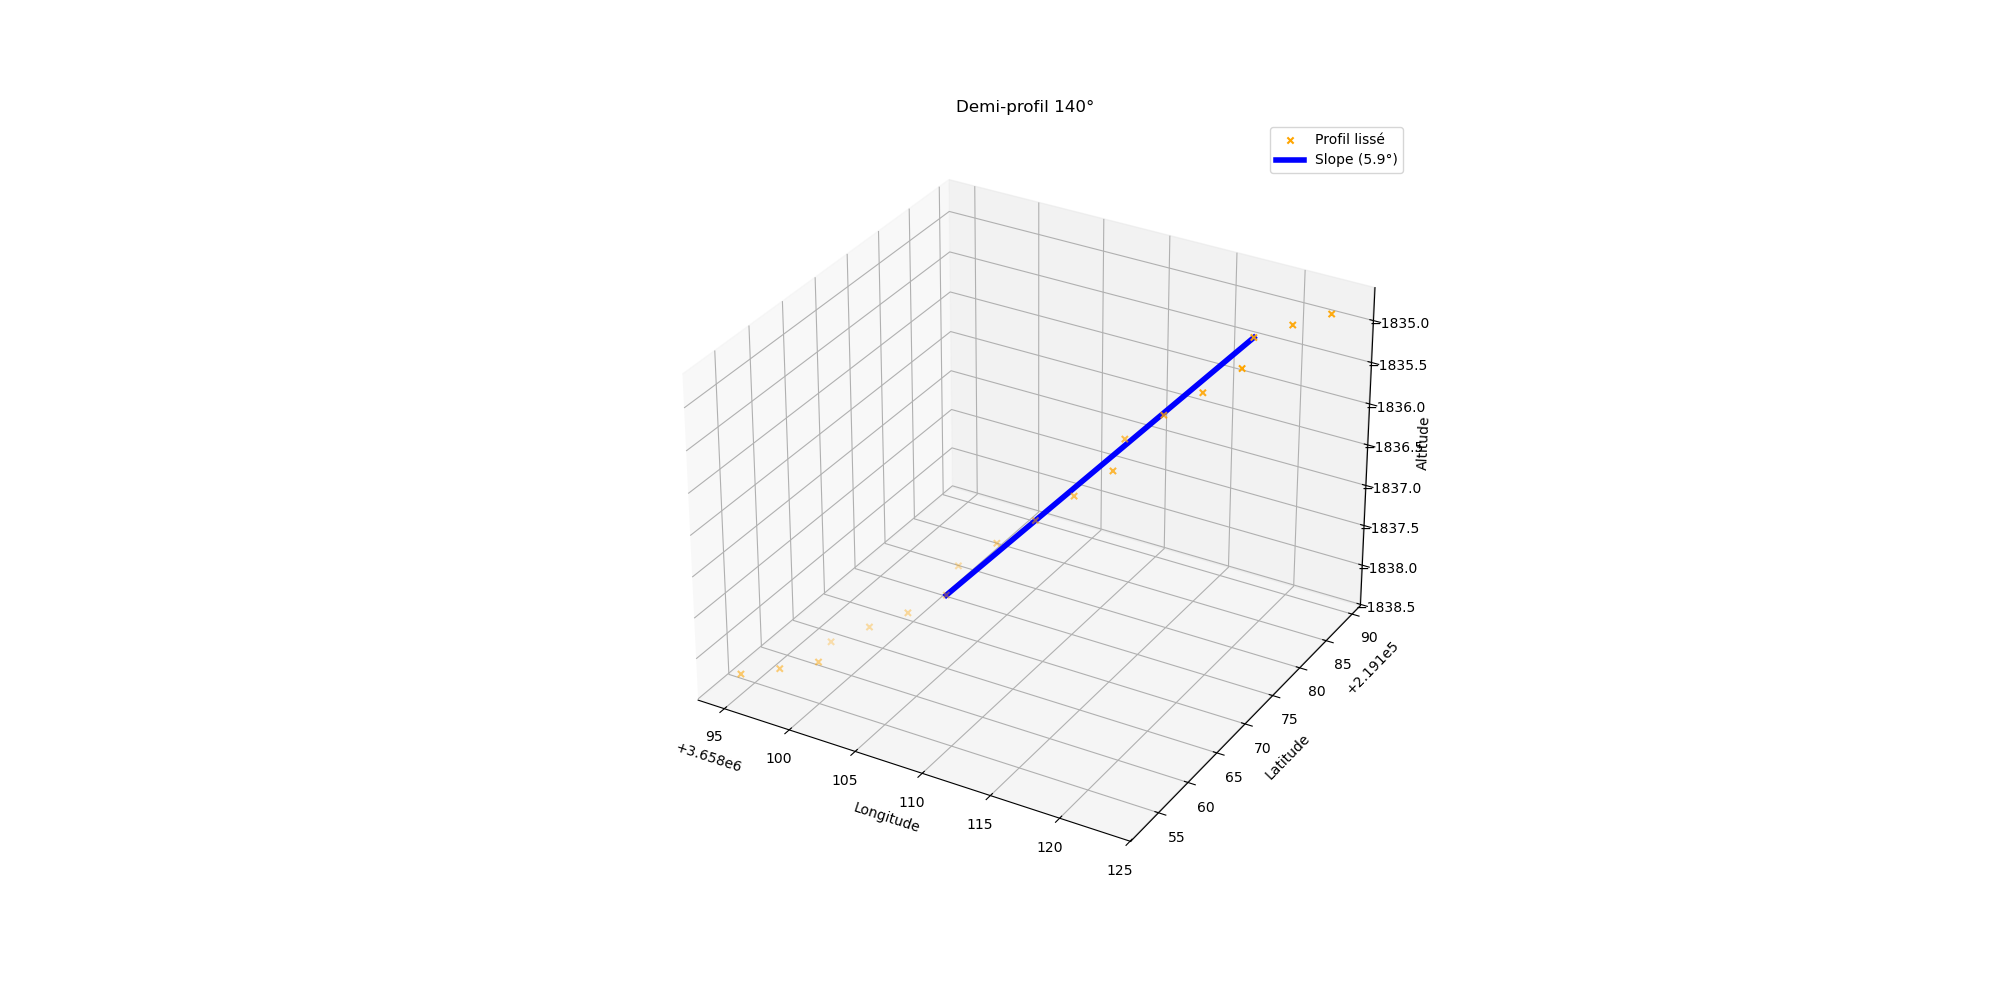 Demi-profil 140°
Profil lissé
Slope (5.9°)
−1835.0
−1835.5
−1836.0
−1836.5
−1837.0
−1837.5
−1838.0
−1838.5
Altitude
90
85
80
75
70
65
60
55
+2.191e5
Latitude
95
100
105
110
115
120
125
+3.658e6
Longitude